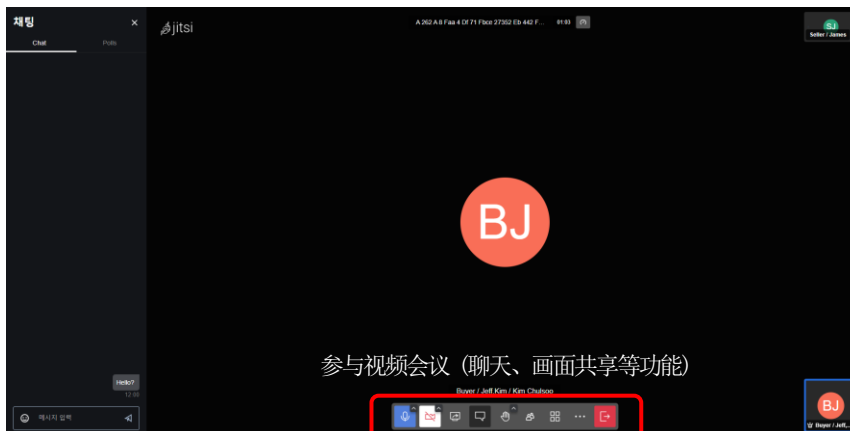 채팅
×
Chat
Polls
jitsi
A 262 A 8 Faa 4 Df 71 Fbce 27352 Eb 442 F...
01:03
SJ
Seller / James
BJ
参与视频会议（聊天、画面共享等功能）
Hello?
12:03
Buyer / Jeff Kim / Kim Chulsoo
메시지 입력
BJ
Buyer / Jeff,...